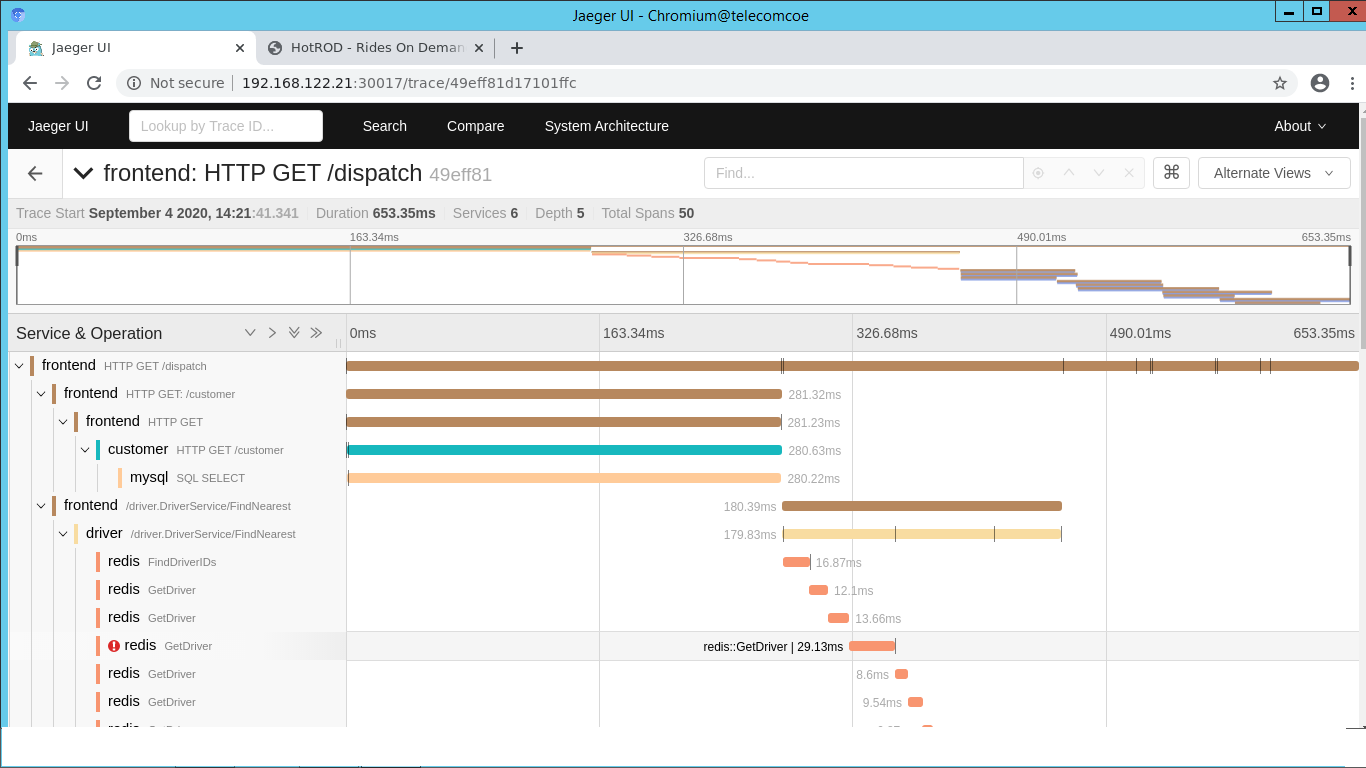 Jaeger UI - Chromium@telecomcoe
Jaeger UI
HotROD - Rides On Deman
Not secure
192.168.122.21:30017/trace/49eff81d17101ffc
Jaeger UI
Lookup by Trace ID...
Search
Compare
System Architecture
About
frontend: HTTP GET /dispatch 49eff81
Find...
Alternate Views
Trace Start September 4 2020, 14:21:41.341
Duration 653.35ms
Services 6
Depth 5
Total Spans 50
0ms 163.34ms 326.68ms 490.01ms 653.35ms
Service & Operation
0ms 163.34ms 326.68ms 490.01ms 653.35ms
frontend HTTP GET /dispatch
frontend HTTP GET: /customer 281.32ms
frontend HTTP GET 281.23ms
customer HTTP GET /customer 280.63ms
mysql SQL SELECT 280.22ms
frontend /driver.DriverService/FindNearest 180.39ms
driver /driver.DriverService/FindNearest 179.83ms
redis FindDriverIDs 16.87ms
redis GetDriver 12.1ms
redis GetDriver 13.66ms
redis GetDriver redis::GetDriver | 29.13ms
redis GetDriver 8.6ms
redis GetDriver 9.54ms
redis GetDriver